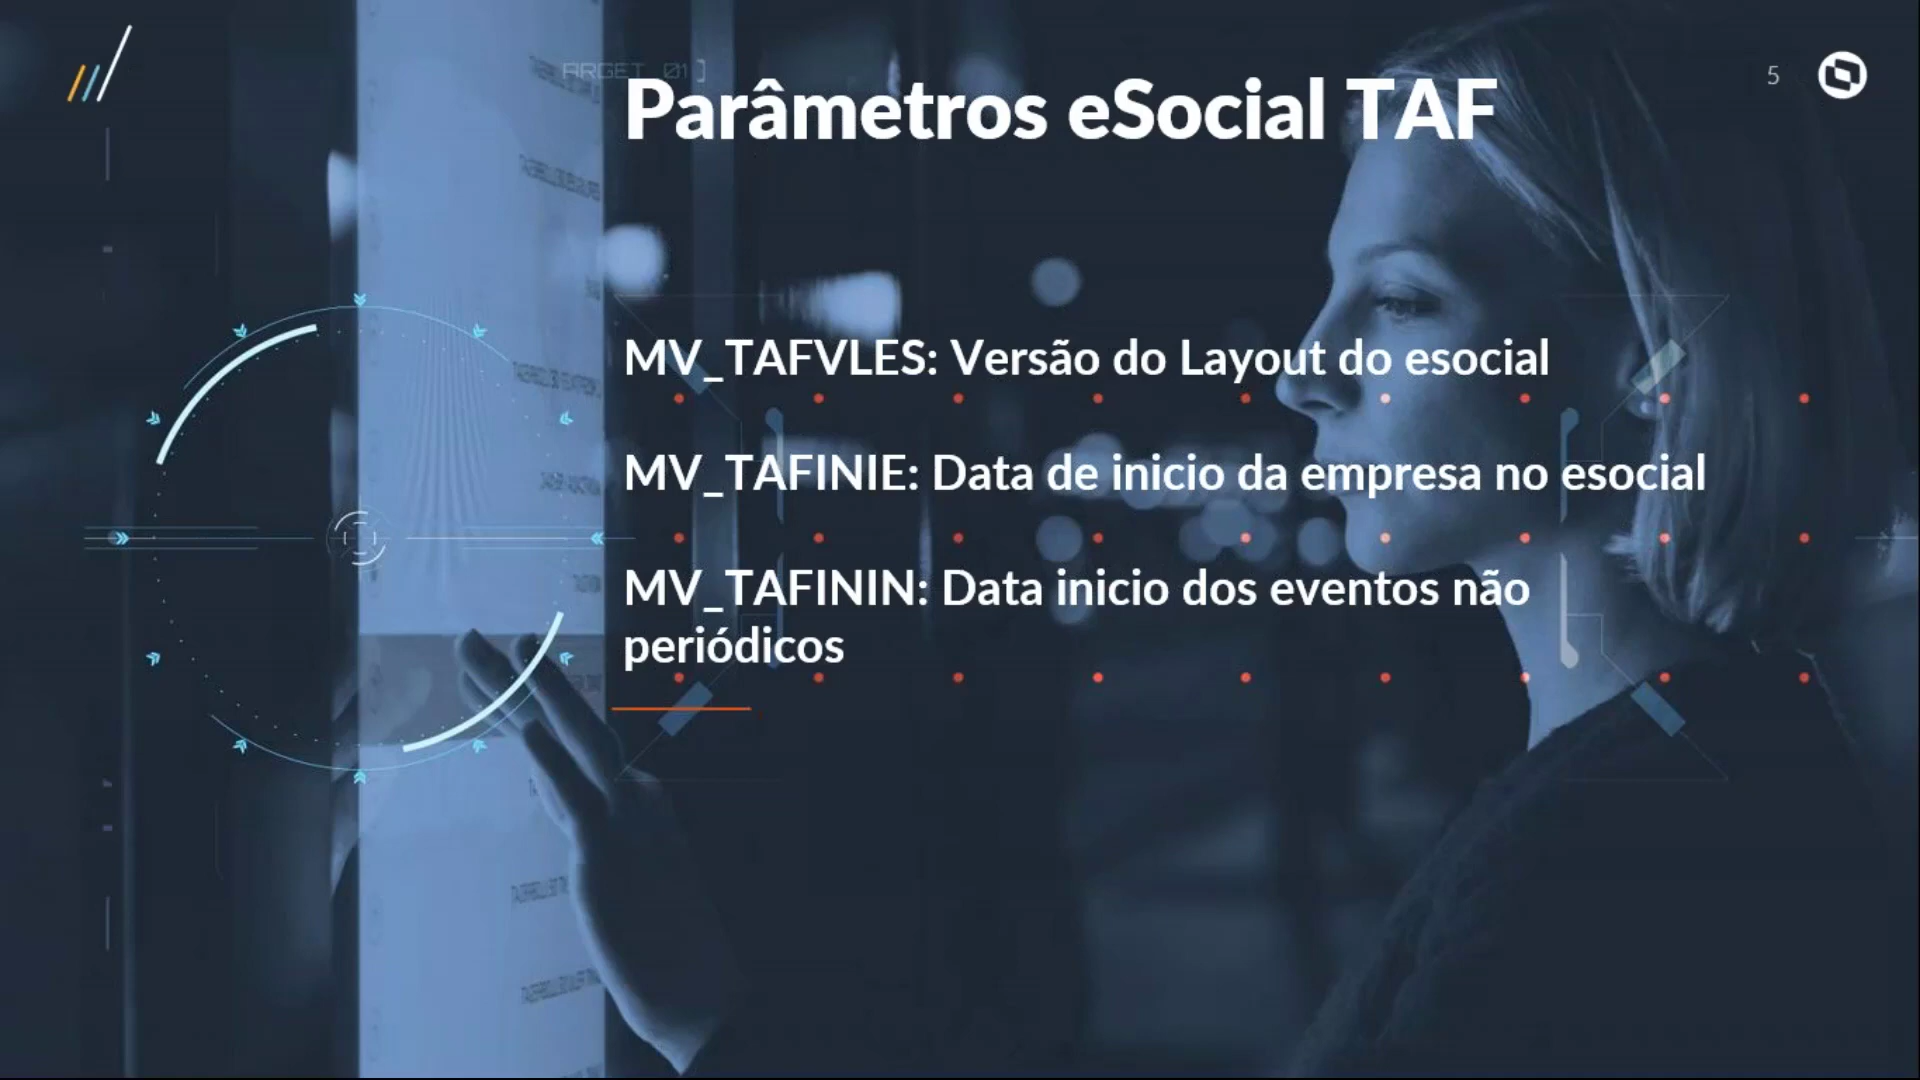 5
Parâmetros eSocial TAF
MV_TAFVLES: Versão do Layout do esocial
MV_TAFINIE: Data de inicio da empresa no esocial
MV_TAFININ: Data inicio dos eventos não
periódicos